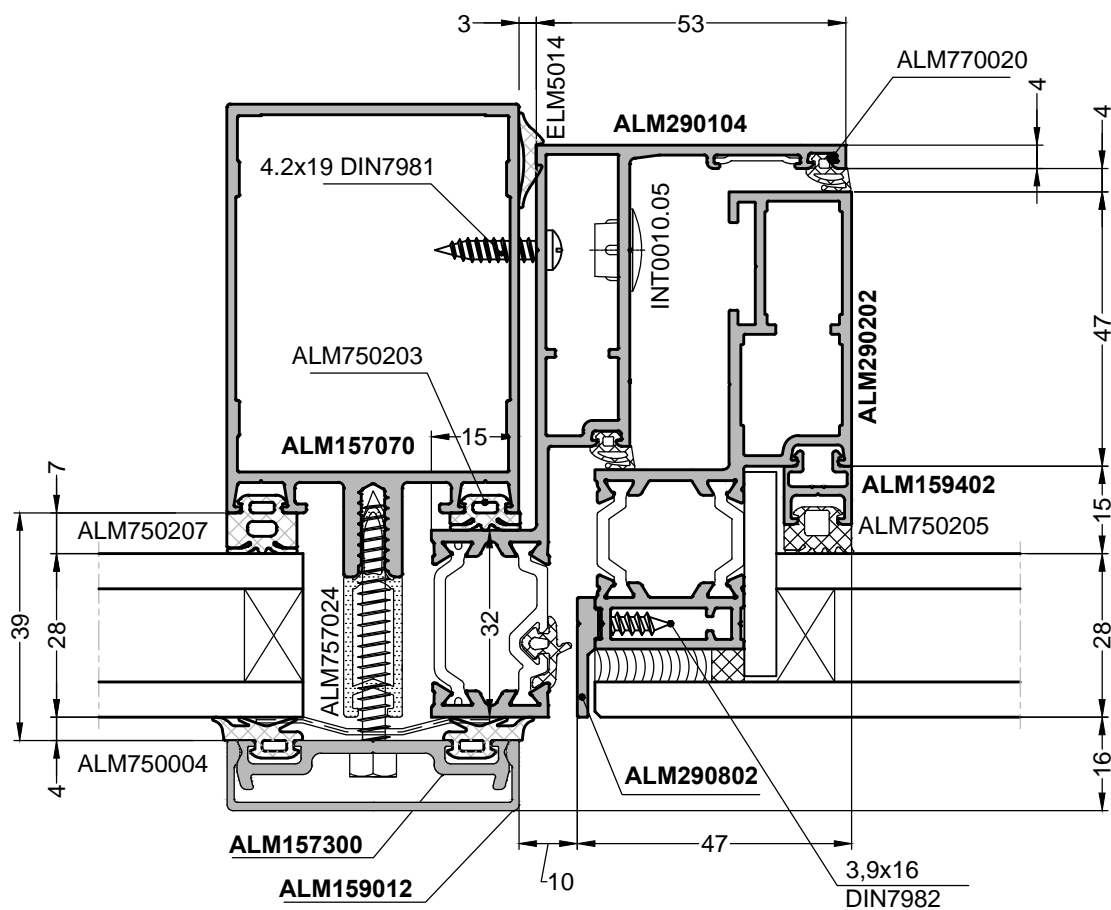 3
53
ALM770020
4
4
ELM5014
ALM290104
4.2x19 DIN7981
INT0010.05
47
ALM290202
ALM750203
15
ALM157070
7
ALM159402
15
ALM750207
ALM750205
39
28
ALM757024
32
28
ALM750004
4
ALM290802
16
ALM157300
47
ALM159012
10
3,9x16
DIN7982